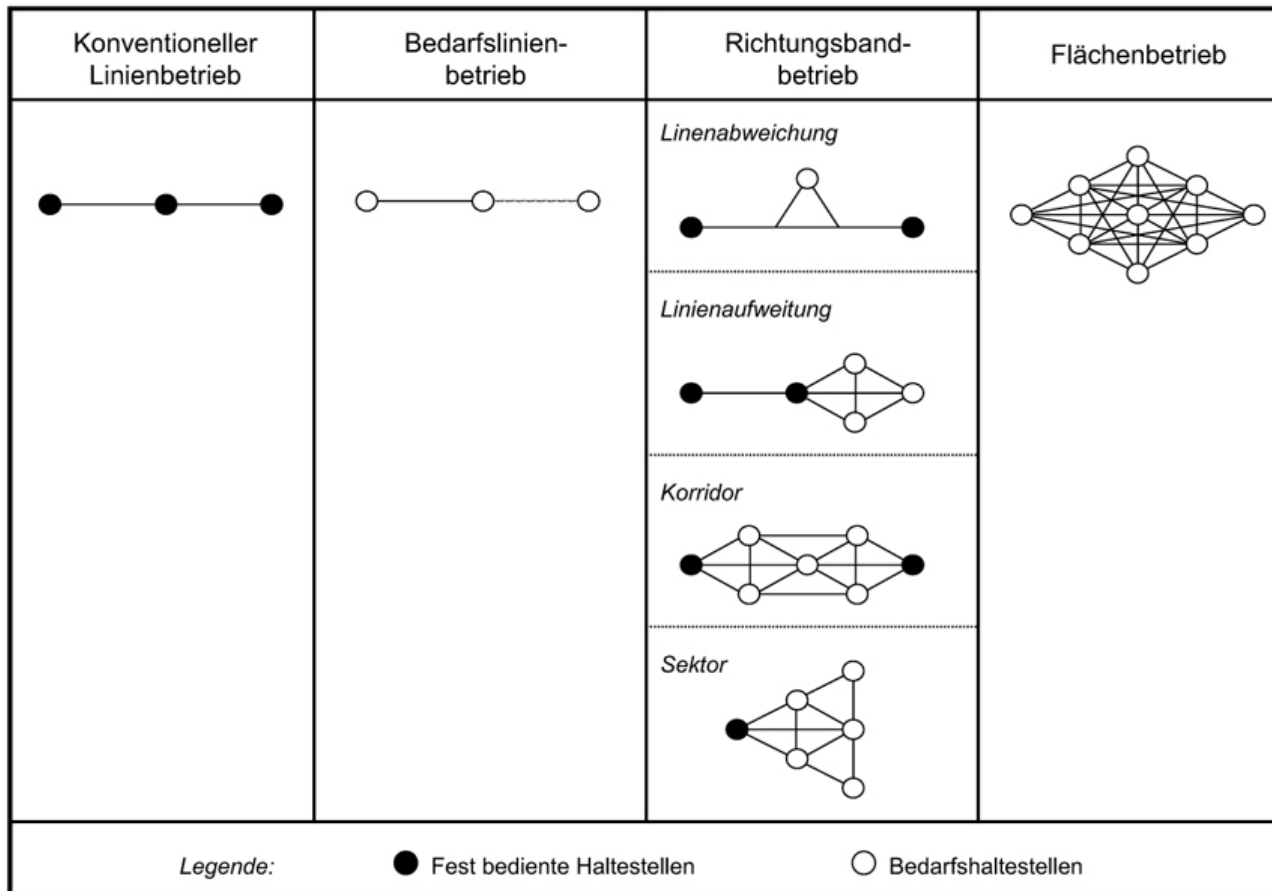 Konventioneller
Linienbetrieb
Bedarfslinien-
betrieb
Richtungsband-
betrieb
Flächenbetrieb
Linenabweichung
Linienaufweitung
Korridor
Sektor
Legende:
Fest bediente Haltestellen
Bedarfshaltestellen